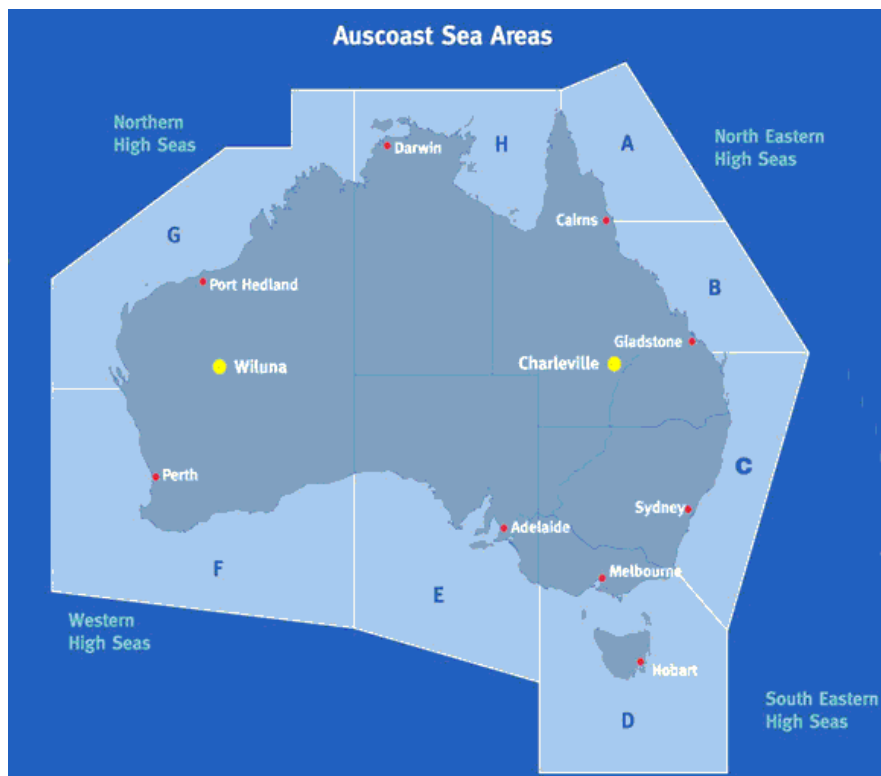 Auscoast Sea Areas
Northern
High Seas
Darwin
H
A
North Eastern
High Seas
Cairns
G
Port Hedland
B
Gladstone
Wiluna
Charleville
C
Perth
Sydney
Adelaide
Melbourne
F
E
Western
High Seas
Hobart
D
South Eastern
High Seas